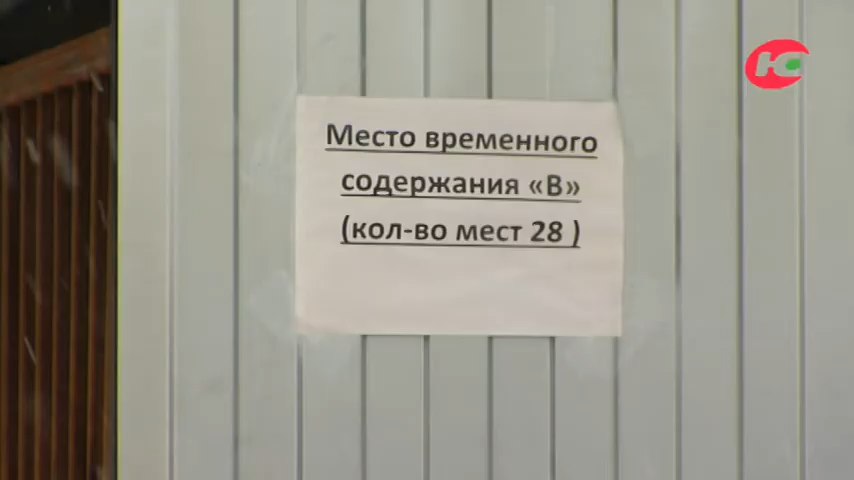 Место временного
содержания «В»
(кол-во мест 28 )
Ю